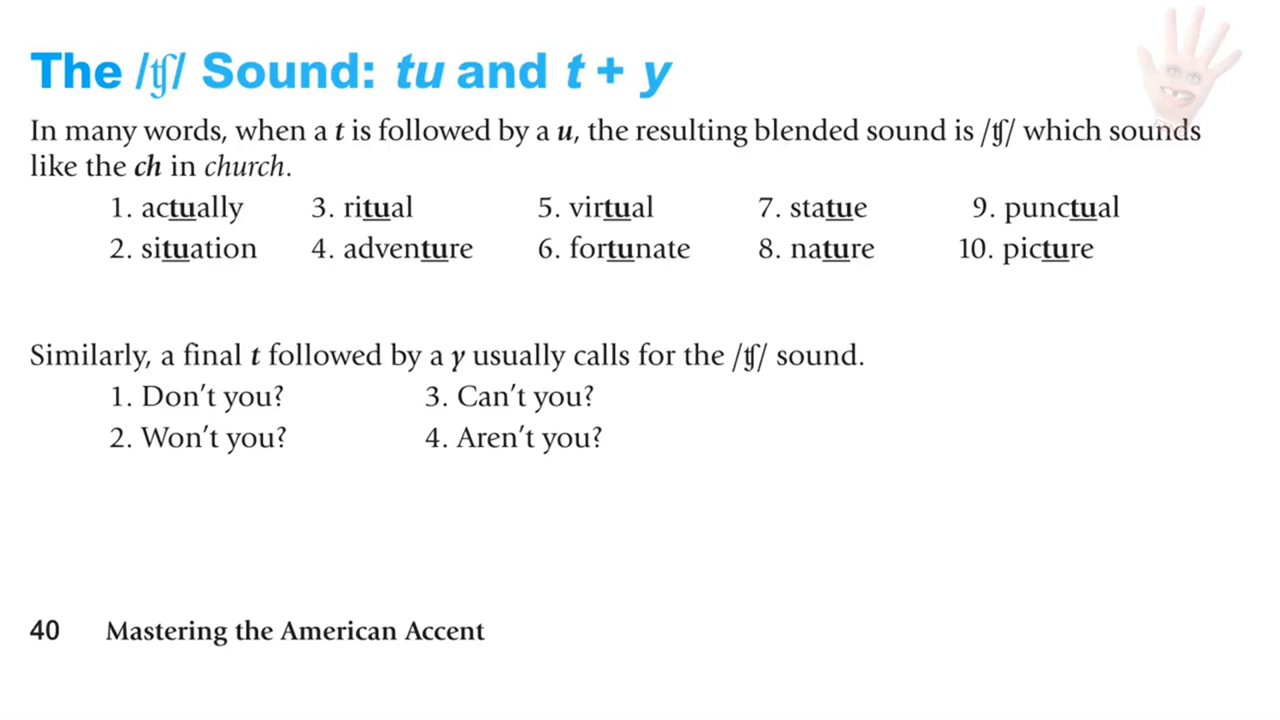 The /ʧ/ Sound: tu and t + y
In many words, when a t is followed by a u, the resulting blended sound is /ʧ/ which sounds
like the ch in church.
1. actually 3. ritual 5. virtual 7. statue 9. punctual
2. situation 4. adventure 6. fortunate 8. nature 10. picture
Similarly, a final t followed by a y usually calls for the /ʧ/ sound.
1. Don't you? 3. Can't you?
2. Won't you? 4. Aren't you?
40 Mastering the American Accent